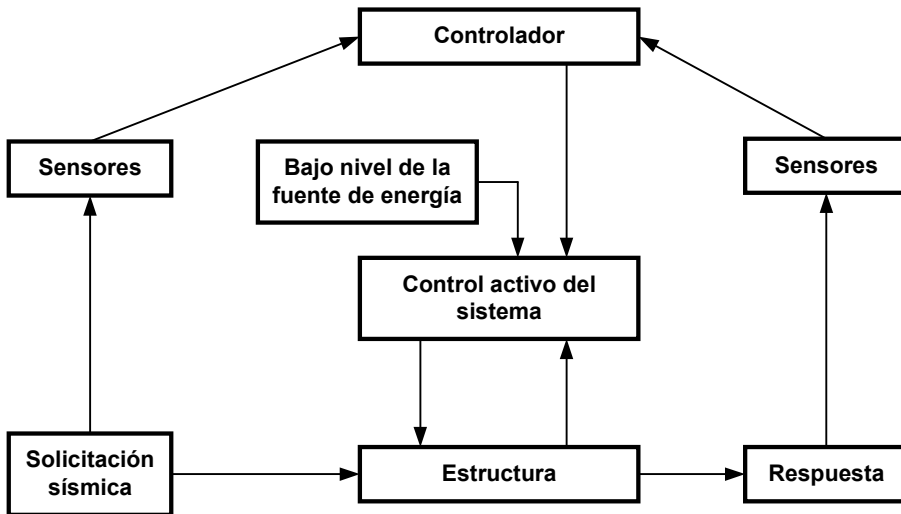 Controlador
Sensores
Bajo nivel de la
fuente de energía
Sensores
Control activo del
sistema
Solicitación
sísmica
Estructura
Respuesta